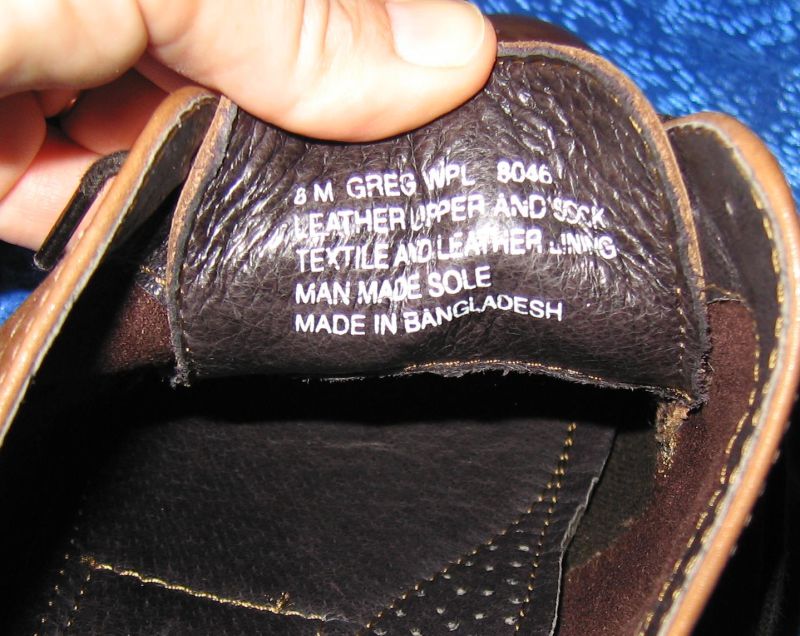 8 M GREG WPL 8046
LEATHER UPPER AND SOCK
TEXTILE AND LEATHER LINING
MAN MADE SOLE
MADE IN BANGLADESH